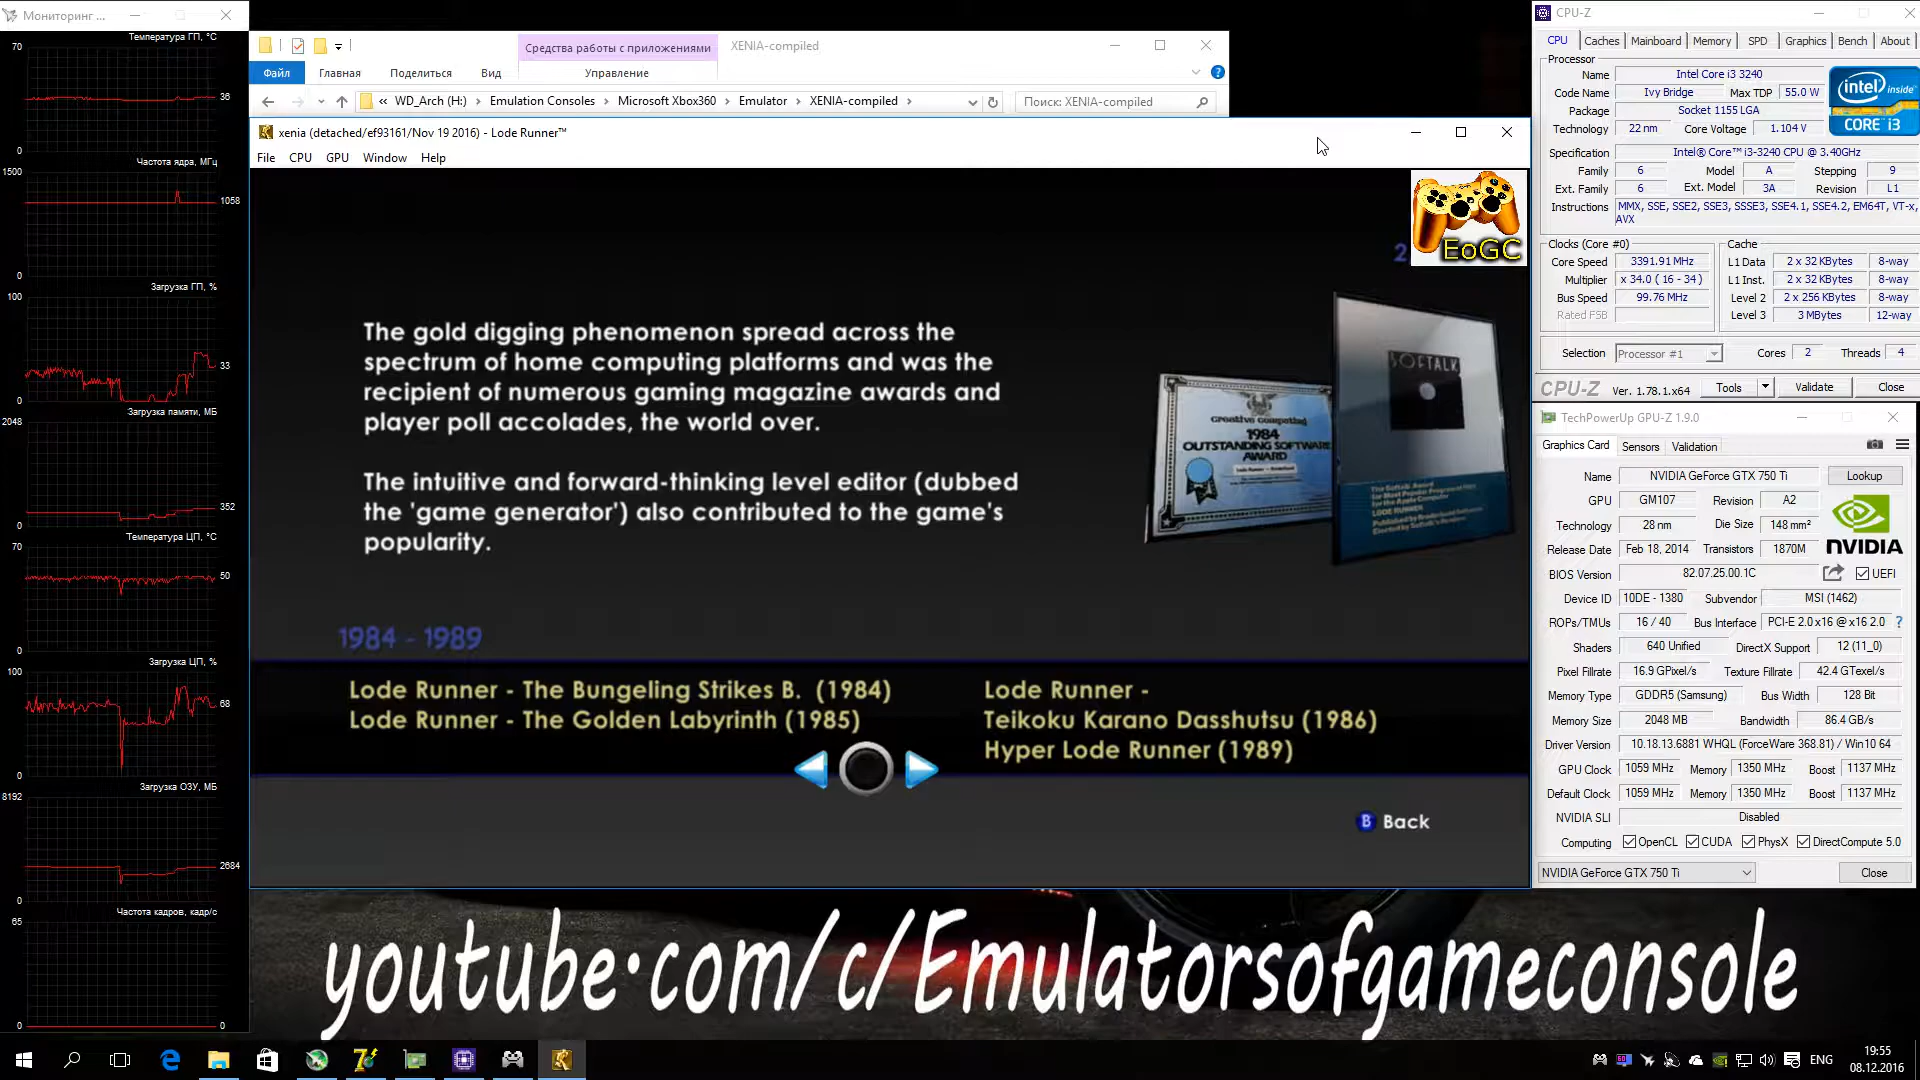 Мониторинг ...
Температура ГП, °C
70
36
0
Частота ядра, МГц
1500
1058
0
Загрузка ГП, %
100
33
0
Загрузка памяти, МБ
2048
352
0
Температура ЦП, °C
70
50
0
Загрузка ЦП, %
100
68
0
Загрузка ОЗУ, МБ
8192
2684
0
Частота кадров, кадр/с
65
0
0
Средства работы с приложениями
XENIA-compiled
Файл
Главная
Поделиться
Вид
Управление
« WD_Arch (H:) > Emulation Consoles > Microsoft Xbox360 > Emulator > XENIA-compiled >
Поиск: XENIA-compiled
xenia (detached/ef93161/Nov 19 2016) - Lode Runner™
File CPU GPU Window Help
EoGC
2
The gold digging phenomenon spread across the
spectrum of home computing platforms and was the
recipient of numerous gaming magazine awards and
player poll accolades, the world over.
The intuitive and forward-thinking level editor (dubbed
the 'game generator') also contributed to the game's
popularity.
SOFTALK
creative computing
1984
OUTSTANDING SOFTWARE
AWARD
LODE RUNNER
1984 - 1989
Lode Runner - The Bungeling Strikes B. (1984)
Lode Runner - The Golden Labyrinth (1985)
Lode Runner -
Teikoku Karano Dasshutsu (1986)
Hyper Lode Runner (1989)
B Back
youtube.com/c/Emulatorsofgameconsole
CPU-Z
CPU Caches Mainboard Memory SPD Graphics Bench About
Processor
Name Intel Core i3 3240
Code Name Ivy Bridge Max TDP 55.0 W
Package Socket 1155 LGA
Technology 22 nm Core Voltage 1.104 V
intel inside™
CORE i3
Specification Intel® Core™ i3-3240 CPU @ 3.40GHz
Family 6 Model A Stepping 9
Ext. Family 6 Ext. Model 3A Revision L1
Instructions MMX, SSE, SSE2, SSE3, SSSE3, SSE4.1, SSE4.2, EM64T, VT-x,
AVX
Clocks (Core #0)
Core Speed 3391.91 MHz
Multiplier x 34.0 ( 16 - 34 )
Bus Speed 99.76 MHz
Rated FSB
Cache
L1 Data 2 x 32 KBytes 8-way
L1 Inst. 2 x 32 KBytes 8-way
Level 2 2 x 256 KBytes 8-way
Level 3 3 MBytes 12-way
Selection Processor #1 Cores 2 Threads 4
CPU-Z Ver. 1.78.1.x64 Tools Validate Close
TechPowerUp GPU-Z 1.9.0
Graphics Card Sensors Validation
Name NVIDIA GeForce GTX 750 Ti Lookup
GPU GM107 Revision A2
Technology 28 nm Die Size 148 mm²
Release Date Feb 18, 2014 Transistors 1870M
NVIDIA
BIOS Version 82.07.25.00.1C UEFI
Device ID 10DE - 1380 Subvendor MSI (1462)
ROPs/TMUs 16 / 40 Bus Interface PCI-E 2.0 x16 @ x16 2.0 ?
Shaders 640 Unified DirectX Support 12 (11_0)
Pixel Fillrate 16.9 GPixel/s Texture Fillrate 42.4 GTexel/s
Memory Type GDDR5 (Samsung) Bus Width 128 Bit
Memory Size 2048 MB Bandwidth 86.4 GB/s
Driver Version 10.18.13.6881 WHQL (ForceWare 368.81) / Win10 64
GPU Clock 1059 MHz Memory 1350 MHz Boost 1137 MHz
Default Clock 1059 MHz Memory 1350 MHz Boost 1137 MHz
NVIDIA SLI Disabled
Computing OpenCL CUDA PhysX DirectCompute 5.0
NVIDIA GeForce GTX 750 Ti Close
ENG
19:55
08.12.2016